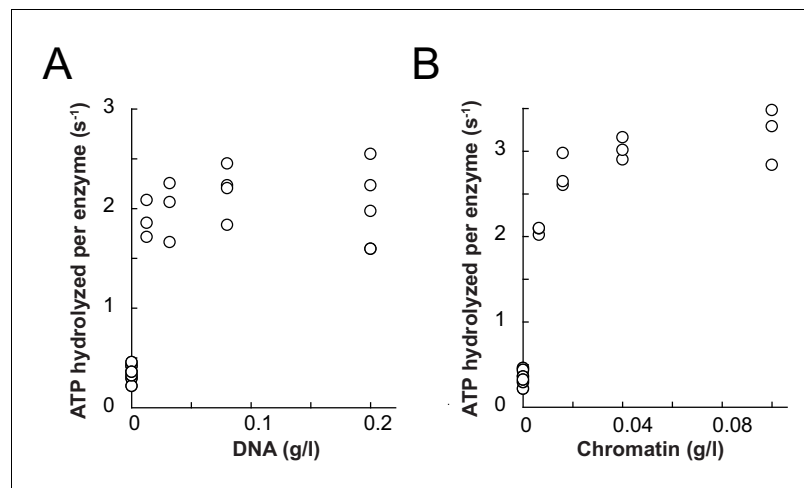 A
B
ATP hydrolyzed per enzyme (s-1)
3
2
1
0
0
0.1
0.2
DNA (g/l)
ATP hydrolyzed per enzyme (s-1)
3
2
1
0
0
0.04
0.08
Chromatin (g/l)